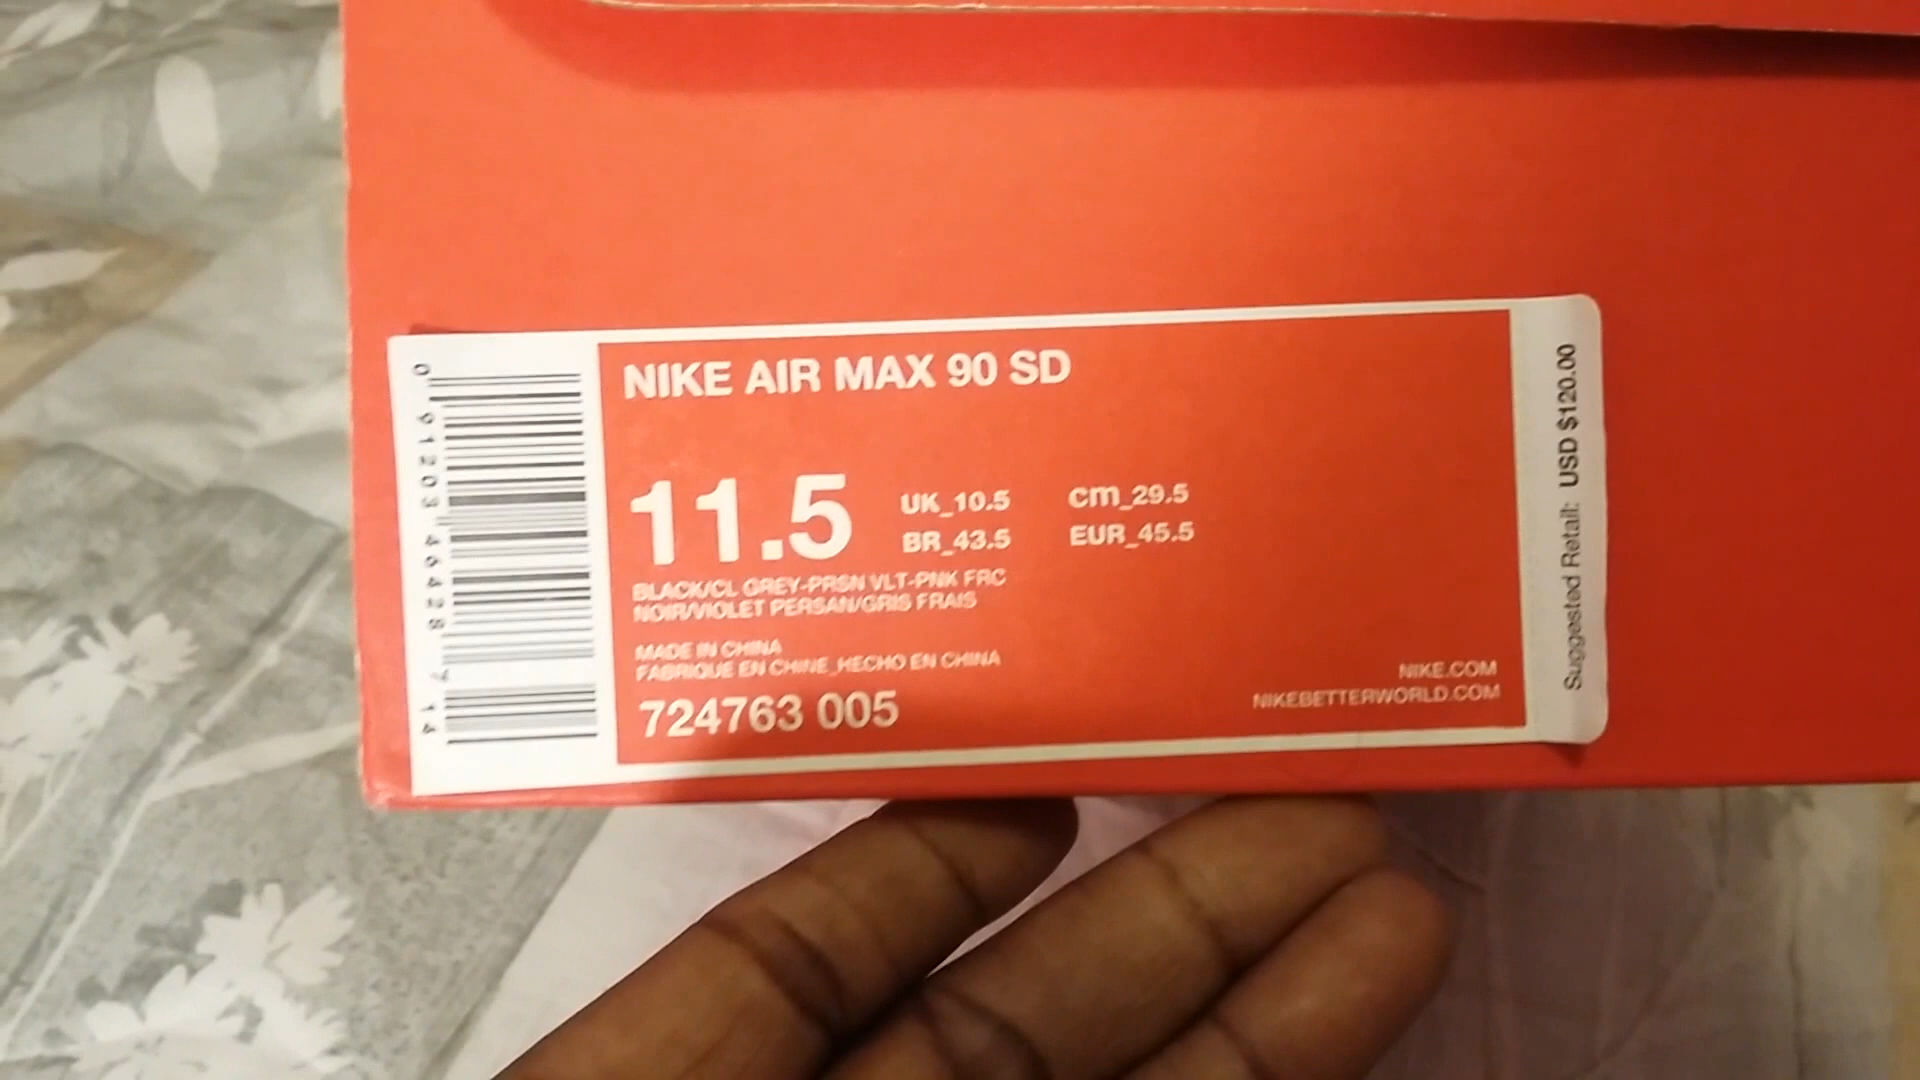 NIKE AIR MAX 90 SD
11.5
UK_10.5 cm_29.5
BR_43.5 EUR_45.5
BLACK/CL GREY-PRSN VLT-PNK FRC
NOIR/VIOLET PERSAN/GRIS FRAIS
MADE IN CHINA
FABRIQUE EN CHINE_HECHO EN CHINA
724763 005
NIKE.COM
NIKEBETTERWORLD.COM
Suggested Retail: USD $120.00
0 91203 46428 7 14